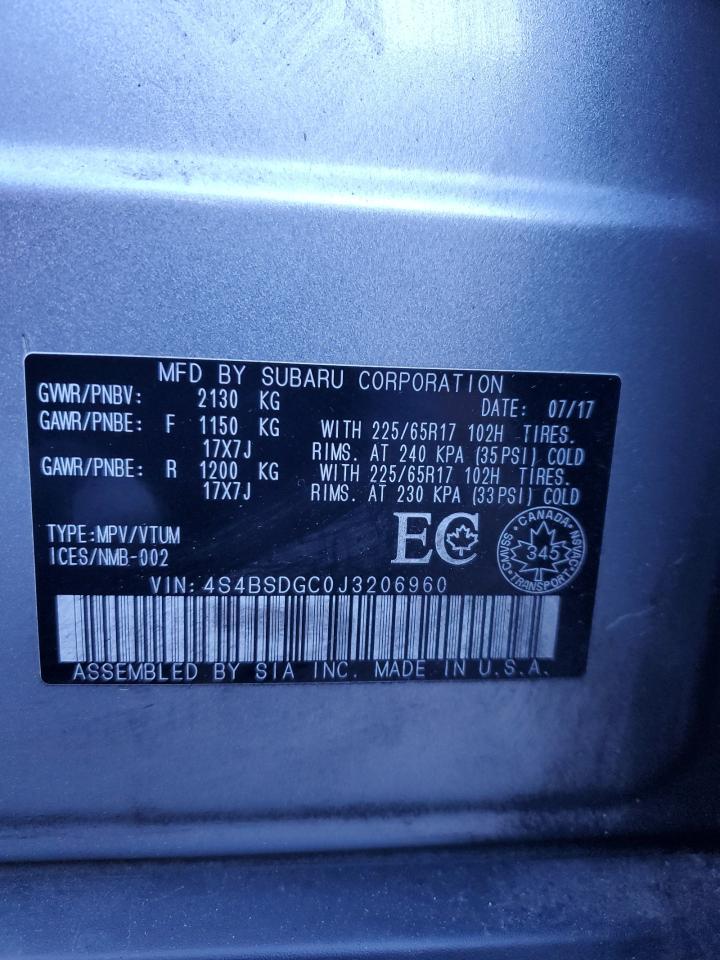 MFD BY SUBARU CORPORATION
GWWR/PNBV: 2130 KG DATE: 07/17
GAWR/PNBE: F 1150 KG WITH 225/65R17 102H TIRES.
17X7J RIMS. AT 240 KPA (35PSI) COLD
GAWR/PNBE: R 1200 KG WITH 225/65R17 102H TIRES.
17X7J RIMS. AT 230 KPA (33PSI) COLD
TYPE:MPV/VTUM
ICES/NMB-002
EC
CANADA
CMVSS 345 NSVAC
TRANSPORT
VIN:4S4BSDGC0J3206960
ASSEMBLED BY SIA INC. MADE IN U.S.A.